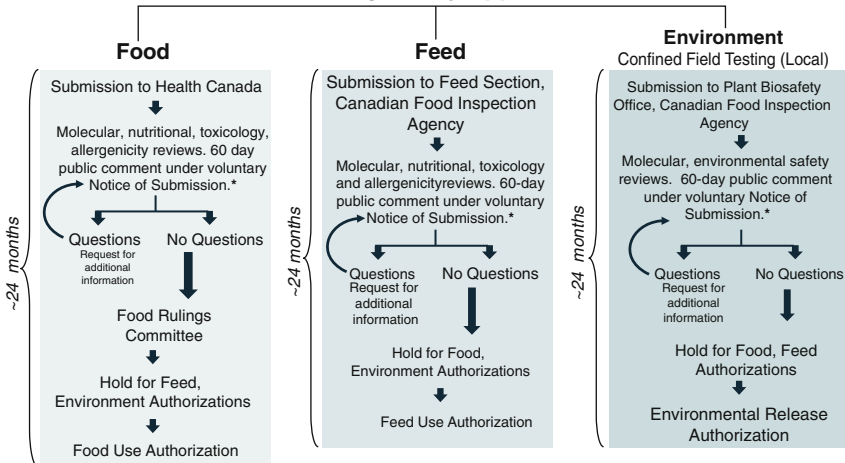 Food
~24 months
Submission to Health Canada
Molecular, nutritional, toxicology,
allergenicity reviews. 60 day
public comment under voluntary
Notice of Submission.*
Questions
Request for
additional
information
No Questions
Food Rulings
Committee
Hold for Feed,
Environment Authorizations
Food Use Authorization
Feed
~24 months
Submission to Feed Section,
Canadian Food Inspection
Agency
Molecular, nutritional, toxicology
and allergenicityreviews. 60-day
public comment under voluntary
Notice of Submission.*
Questions
Request for
additional
information
No Questions
Hold for Food,
Environment Authorizations
Feed Use Authorization
Environment
Confined Field Testing (Local)
~24 months
Submission to Plant Biosafety
Office, Canadian Food Inspection
Agency
Molecular, environmental safety
reviews. 60-day public comment
under voluntary Notice of
Submission.*
Questions
Request for
additional
information
No Questions
Hold for Food, Feed
Authorizations
Environmental Release
Authorization